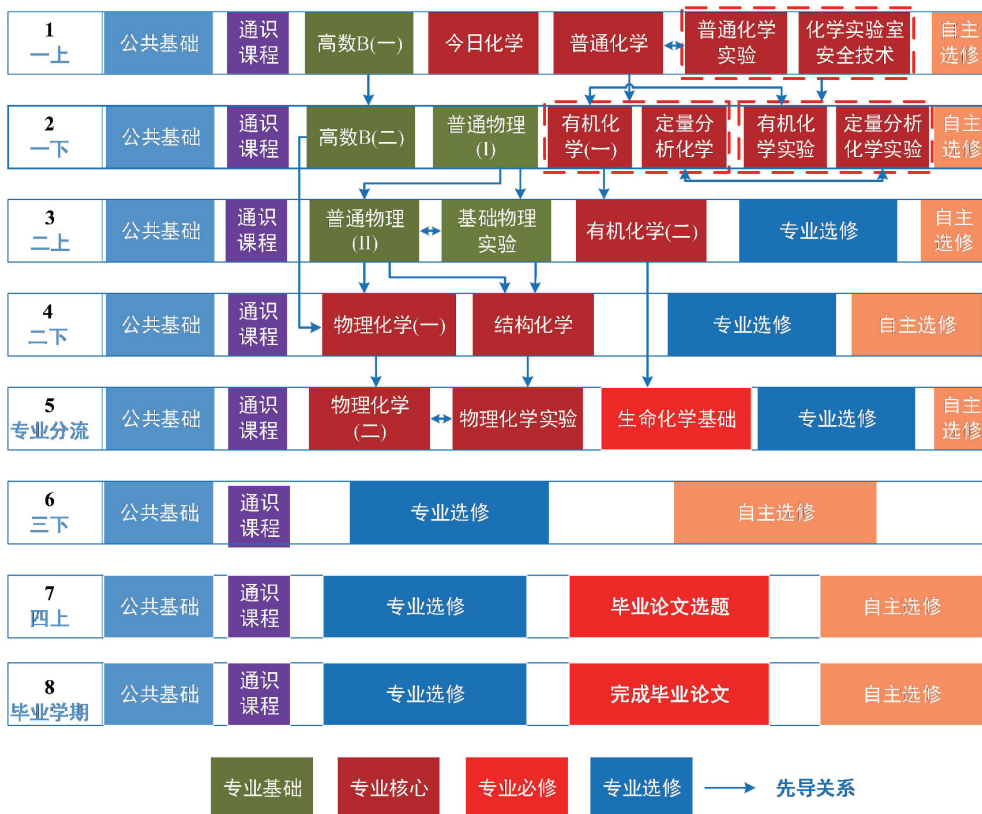 1
一上
公共基础
通识
课程
高数B(一)
今日化学
普通化学
普通化学
实验
化学实验室
安全技术
自主
选修
2
一下
公共基础
通识
课程
高数B(二)
普通物理
(I)
有机化
学(一)
定量分
析化学
有机化
学实验
定量分析
化学实验
自主
选修
3
二上
公共基础
通识
课程
普通物理
(II)
基础物理
实验
有机化学(二)
专业选修
自主
选修
4
二下
公共基础
通识
课程
物理化学(一)
结构化学
专业选修
自主选修
5
专业分流
公共基础
通识
课程
物理化学
(二)
物理化学实验
生命化学基础
专业选修
自主
选修
6
三下
公共基础
通识
课程
专业选修
自主选修
7
四上
公共基础
通识
课程
专业选修
毕业论文选题
自主选修
8
毕业学期
公共基础
通识
课程
专业选修
完成毕业论文
自主选修
专业基础
专业核心
专业必修
专业选修
先导关系